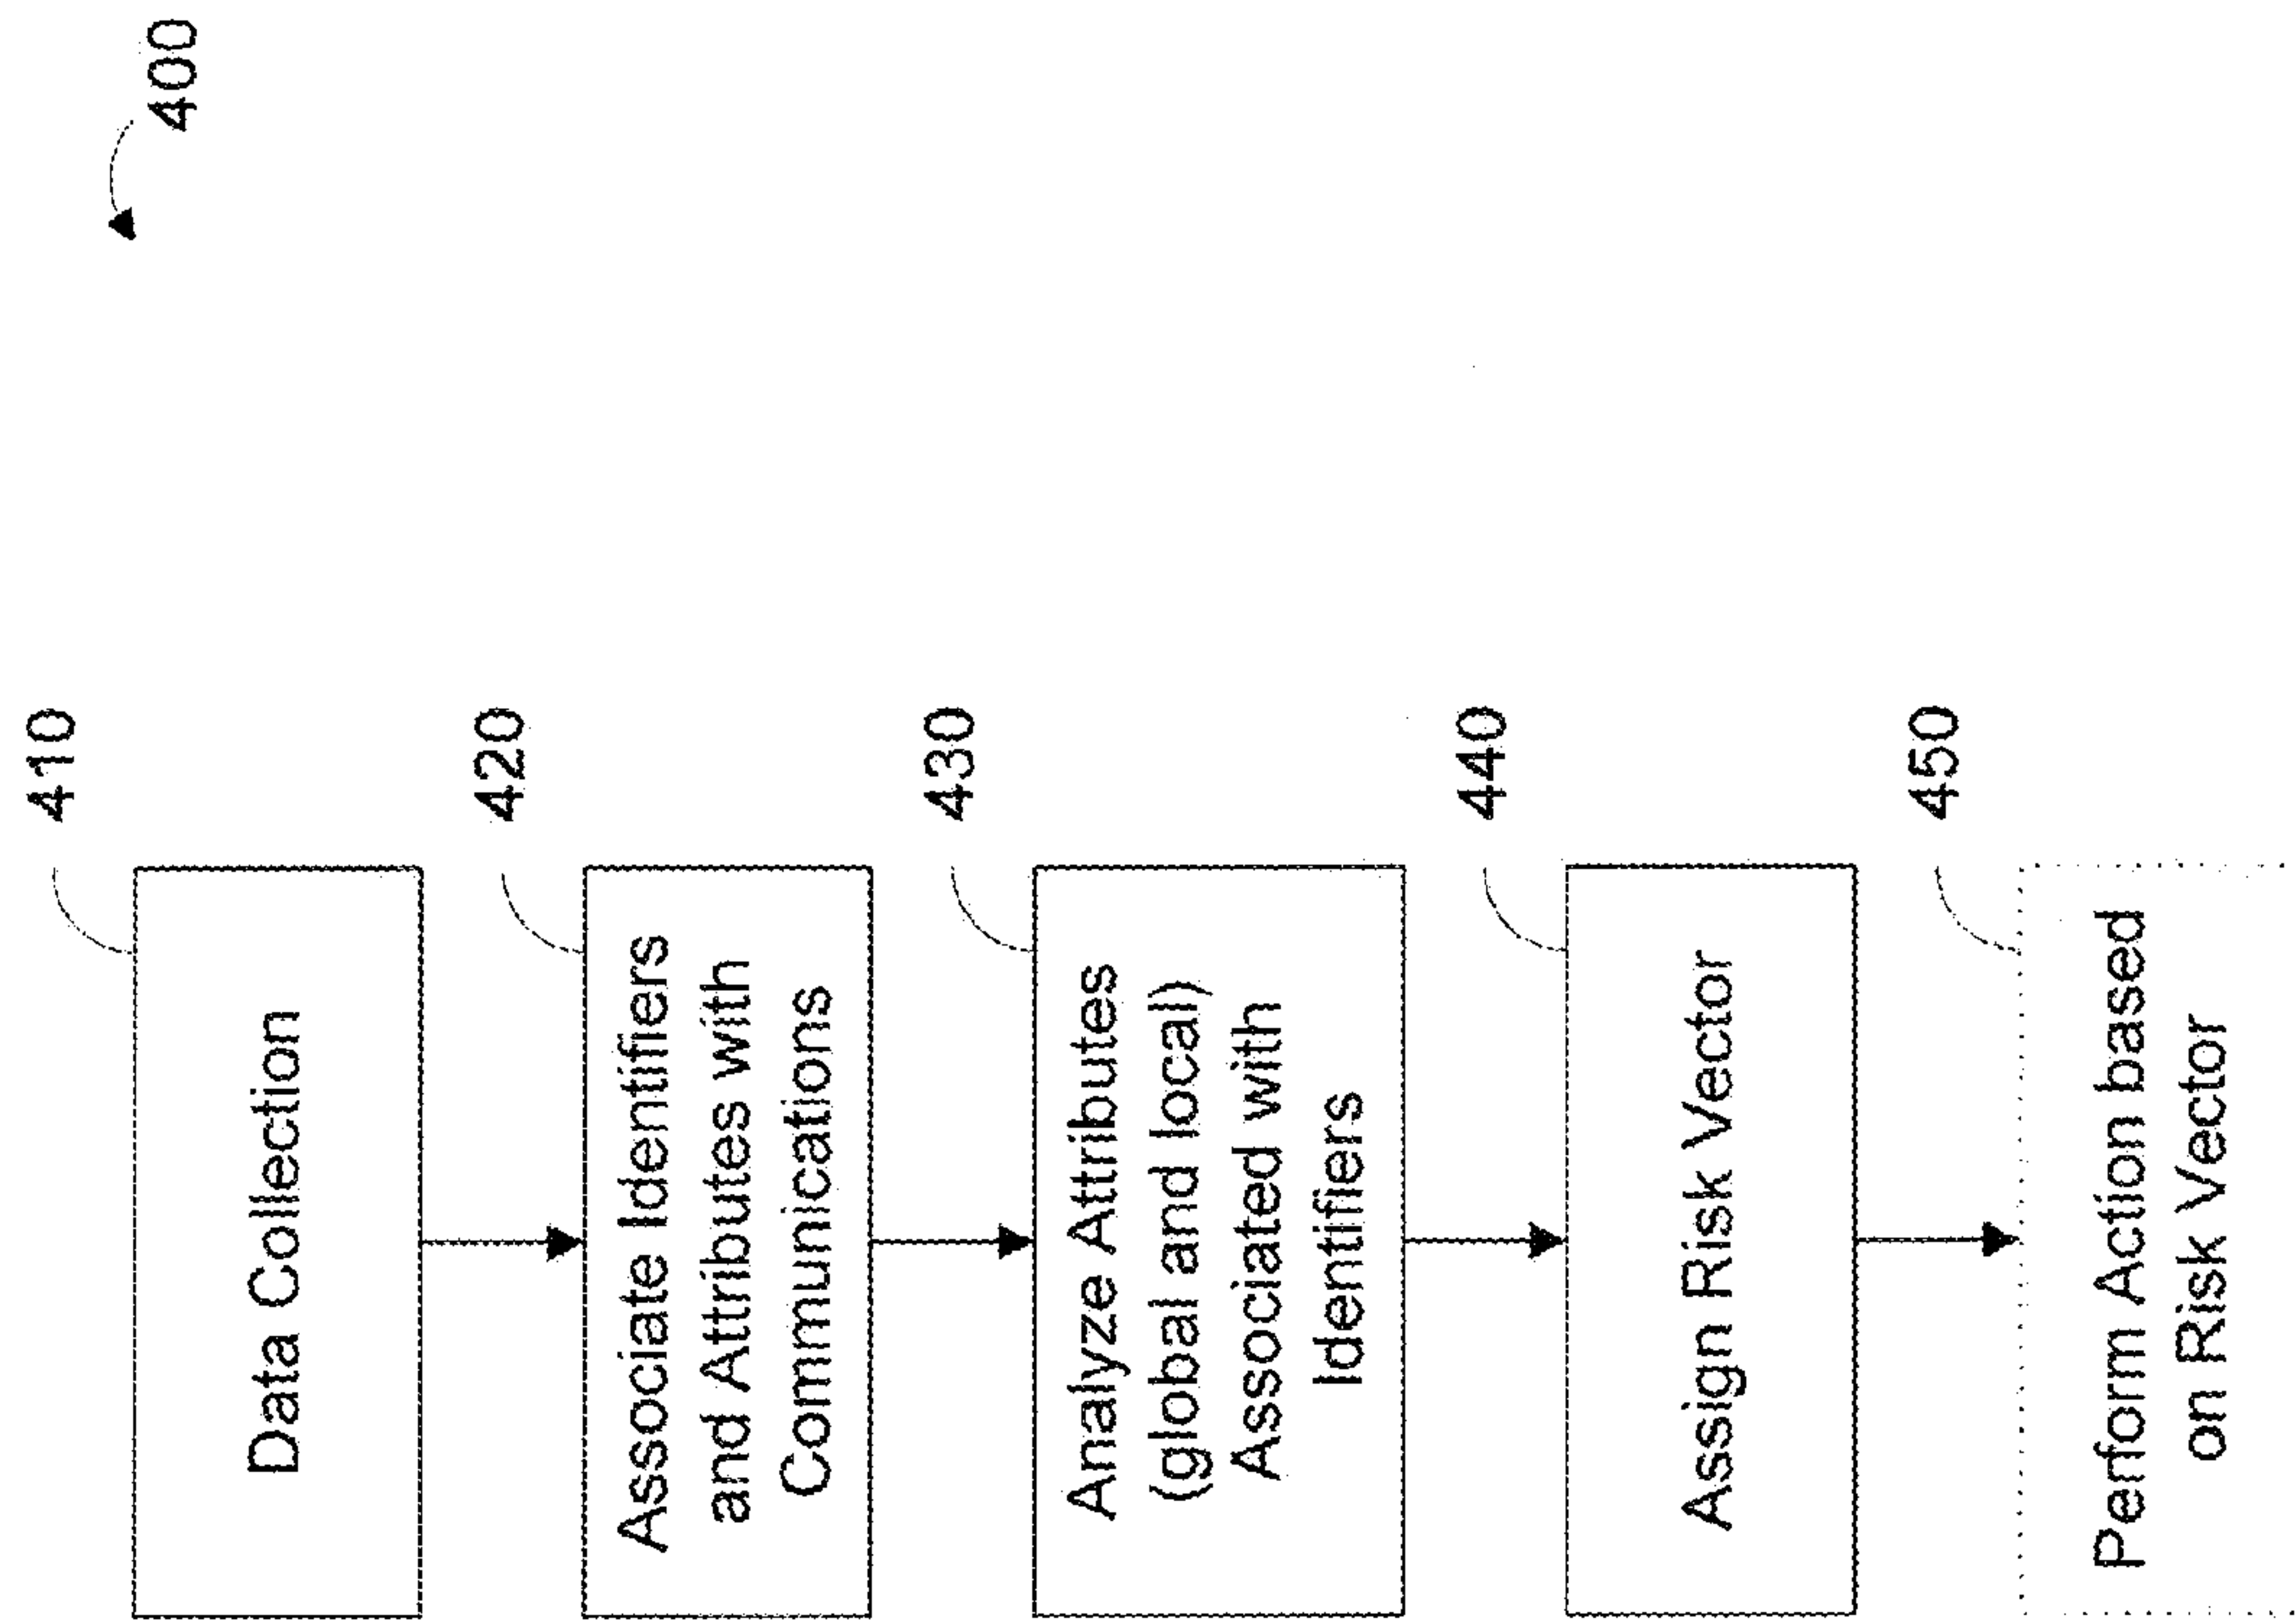 400
410
Data Collection
420
Associate Identifiers
and Attributes with
Communications
430
Analyze Attributes
(global and local)
Associated with
Identifiers
440
Assign Risk Vector
450
Perform Action based
on Risk Vector